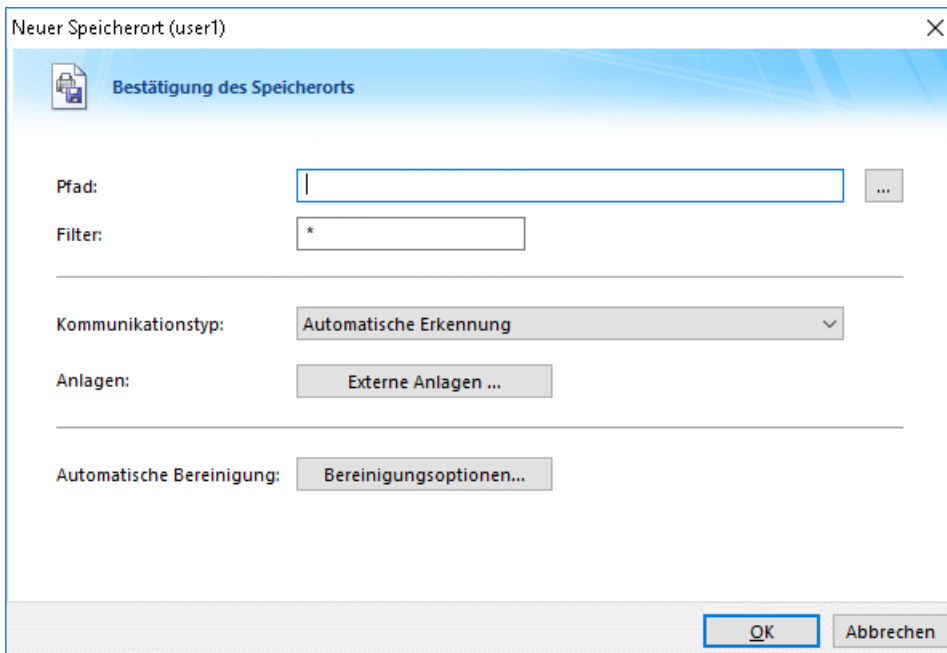 Neuer Speicherort (user1)
Bestätigung des Speicherorts
Pfad:
...
Filter: *
Kommunikationstyp: Automatische Erkennung
Anlagen: Externe Anlagen ...
Automatische Bereinigung: Bereinigungsoptionen...
OK Abbrechen